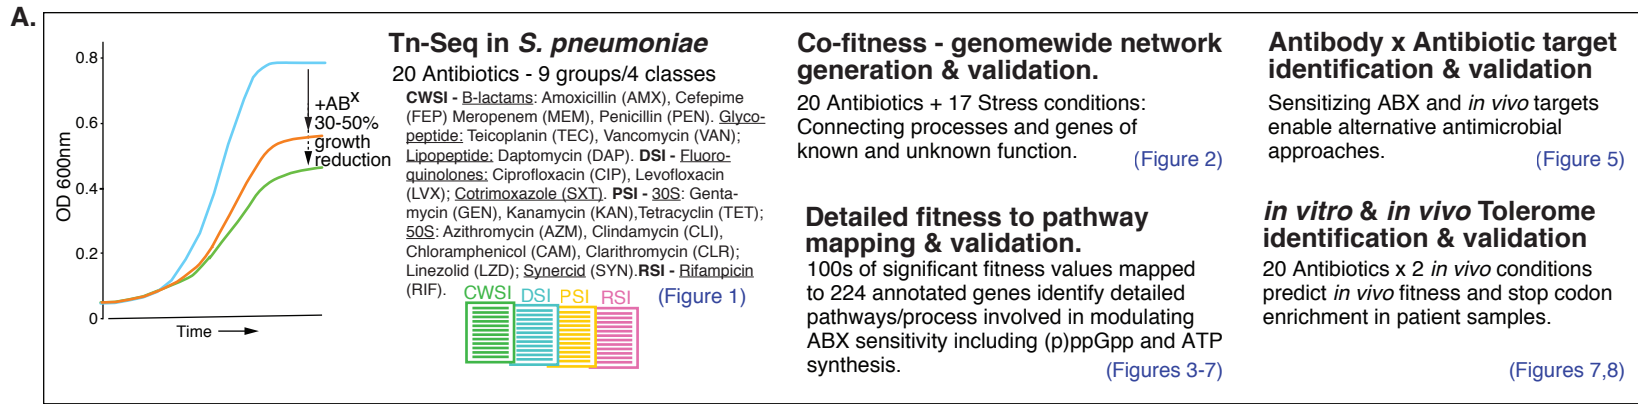 A.
0.8
0.6
0.4
0.2
0
OD 600nm
Time
+ABX
30-50%
growth
reduction
Tn-Seq in S. pneumoniae
20 Antibiotics - 9 groups/4 classes
CWSI - B-lactams: Amoxicillin (AMX), Cefepime
(FEP) Meropenem (MEM), Penicillin (PEN). Glyco-
peptide: Teicoplanin (TEC), Vancomycin (VAN);
Lipopeptide: Daptomycin (DAP). DSI - Fluoro-
quinolones: Ciprofloxacin (CIP), Levofloxacin
(LVX); Cotrimoxazole (SXT). PSI - 30S: Genta-
mycin (GEN), Kanamycin (KAN),Tetracyclin (TET);
50S: Azithromycin (AZM), Clindamycin (CLI),
Chloramphenicol (CAM), Clarithromycin (CLR);
Linezolid (LZD); Synercid (SYN).RSI - Rifampicin
(RIF).
CWSI DSI PSI RSI
(Figure 1)
Co-fitness - genomewide network
generation & validation.
20 Antibiotics + 17 Stress conditions:
Connecting processes and genes of
known and unknown function.
(Figure 2)
Detailed fitness to pathway
mapping & validation.
100s of significant fitness values mapped
to 224 annotated genes identify detailed
pathways/process involved in modulating
ABX sensitivity including (p)ppGpp and ATP
synthesis.
(Figures 3-7)
Antibody x Antibiotic target
identification & validation
Sensitizing ABX and in vivo targets
enable alternative antimicrobial
approaches.
(Figure 5)
in vitro & in vivo Tolerome
identification & validation
20 Antibiotics x 2 in vivo conditions
predict in vivo fitness and stop codon
enrichment in patient samples.
(Figures 7,8)